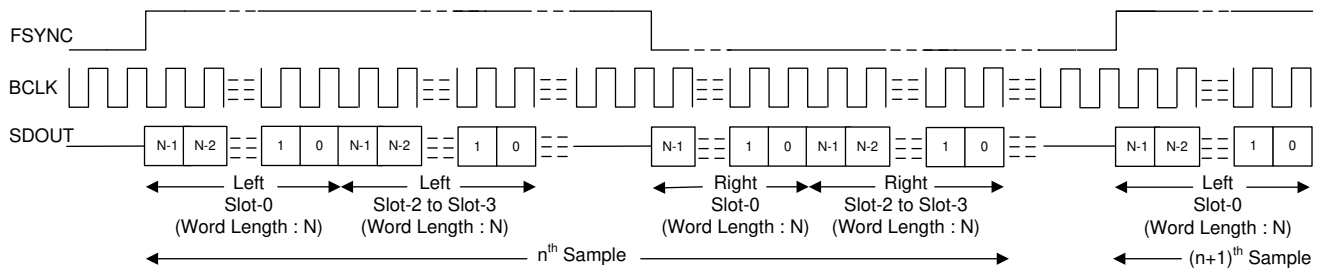 FSYNC
BCLK
SDOUT
N-1 N-2 1 0 N-1 N-2 1 0 N-1 1 0 N-1 N-2 1 0 N-1 N-2 1 0
Left Left Right Right Left
Slot-0 Slot-2 to Slot-3 Slot-0 Slot-2 to Slot-3 Slot-0
(Word Length : N) (Word Length : N) (Word Length : N) (Word Length : N) (Word Length : N)
nth Sample (n+1)th Sample